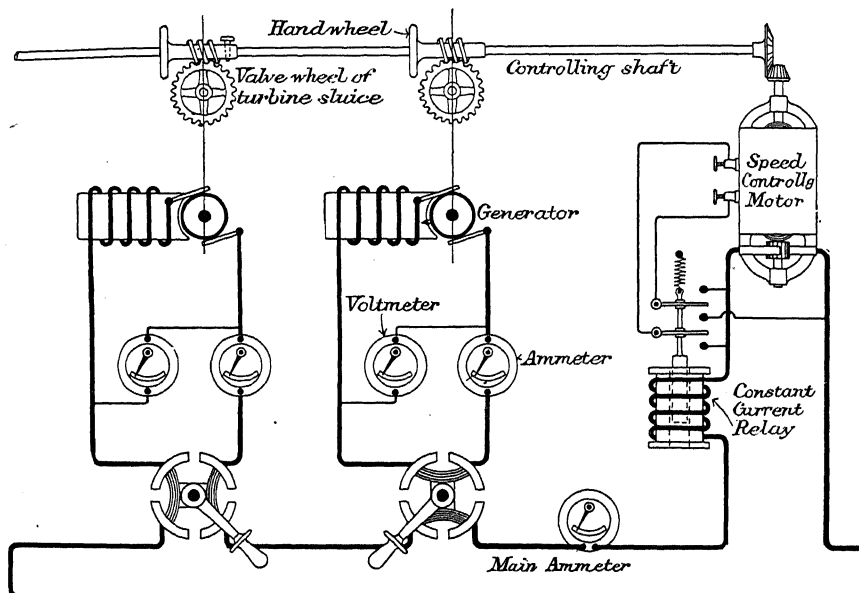 Handwheel
Valve wheel of
turbine sluice
Controlling shaft
Speed
Controllg
Motor
Generator
Voltmeter
Ammeter
Constant
Current
Relay
Main Ammeter